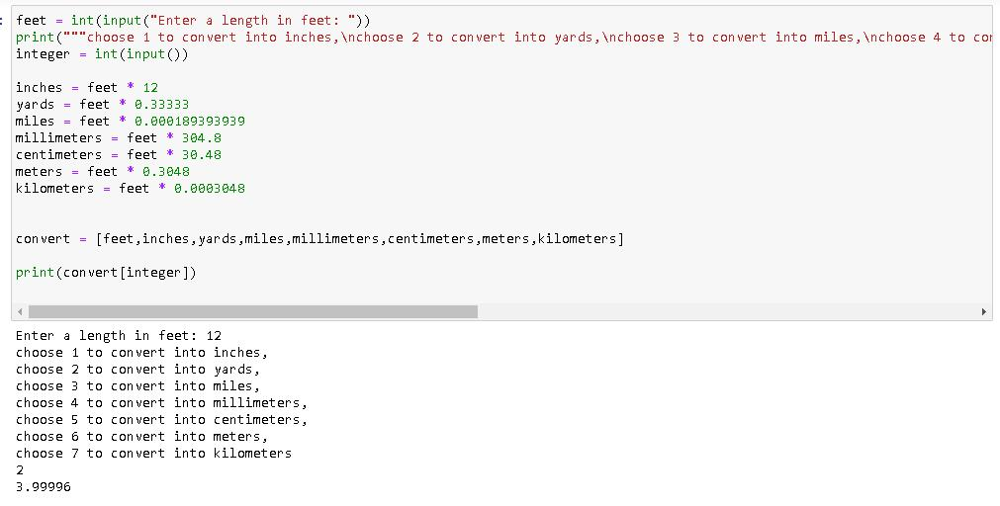 feet = int(input("Enter a length in feet: "))
print("""choose 1 to convert into inches,\nchoose 2 to convert into yards,\nchoose 3 to convert into miles,\nchoose 4 to con
integer = int(input())
inches = feet * 12
yards = feet * 0.33333
miles = feet * 0.000189393939
millimeters = feet * 304.8
centimeters = feet * 30.48
meters = feet * 0.3048
kilometers = feet * 0.0003048
convert = [feet,inches,yards,miles,millimeters,centimeters,meters,kilometers]
print(convert[integer])
Enter a length in feet: 12
choose 1 to convert into inches,
choose 2 to convert into yards,
choose 3 to convert into miles,
choose 4 to convert into millimeters,
choose 5 to convert into centimeters,
choose 6 to convert into meters,
choose 7 to convert into kilometers
2
3.99996